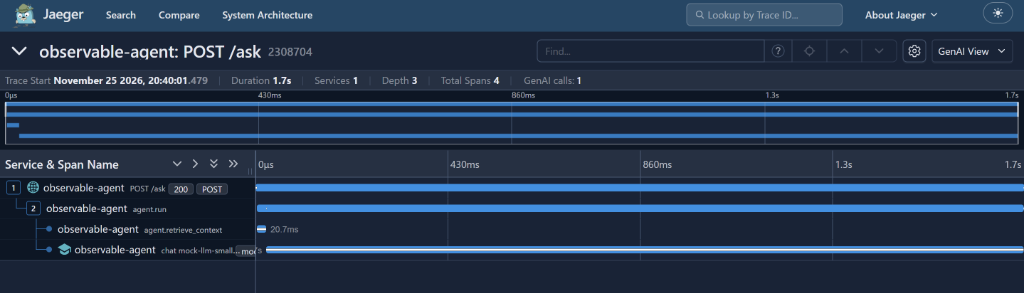 Jaeger Search Compare System Architecture Lookup by Trace ID... About Jaeger
observable-agent: POST /ask 2308704 Find... ? GenAI View
Trace Start November 25 2026, 20:40:01.479 Duration 1.7s Services 1 Depth 3 Total Spans 4 GenAI calls: 1
0μs 430ms 860ms 1.3s 1.7s
Service & Span Name 0μs 430ms 860ms 1.3s 1.7s
1 observable-agent POST /ask 200 POST
2 observable-agent agent.run
observable-agent agent.retrieve_context 20.7ms
observable-agent chat mock-llm-small...